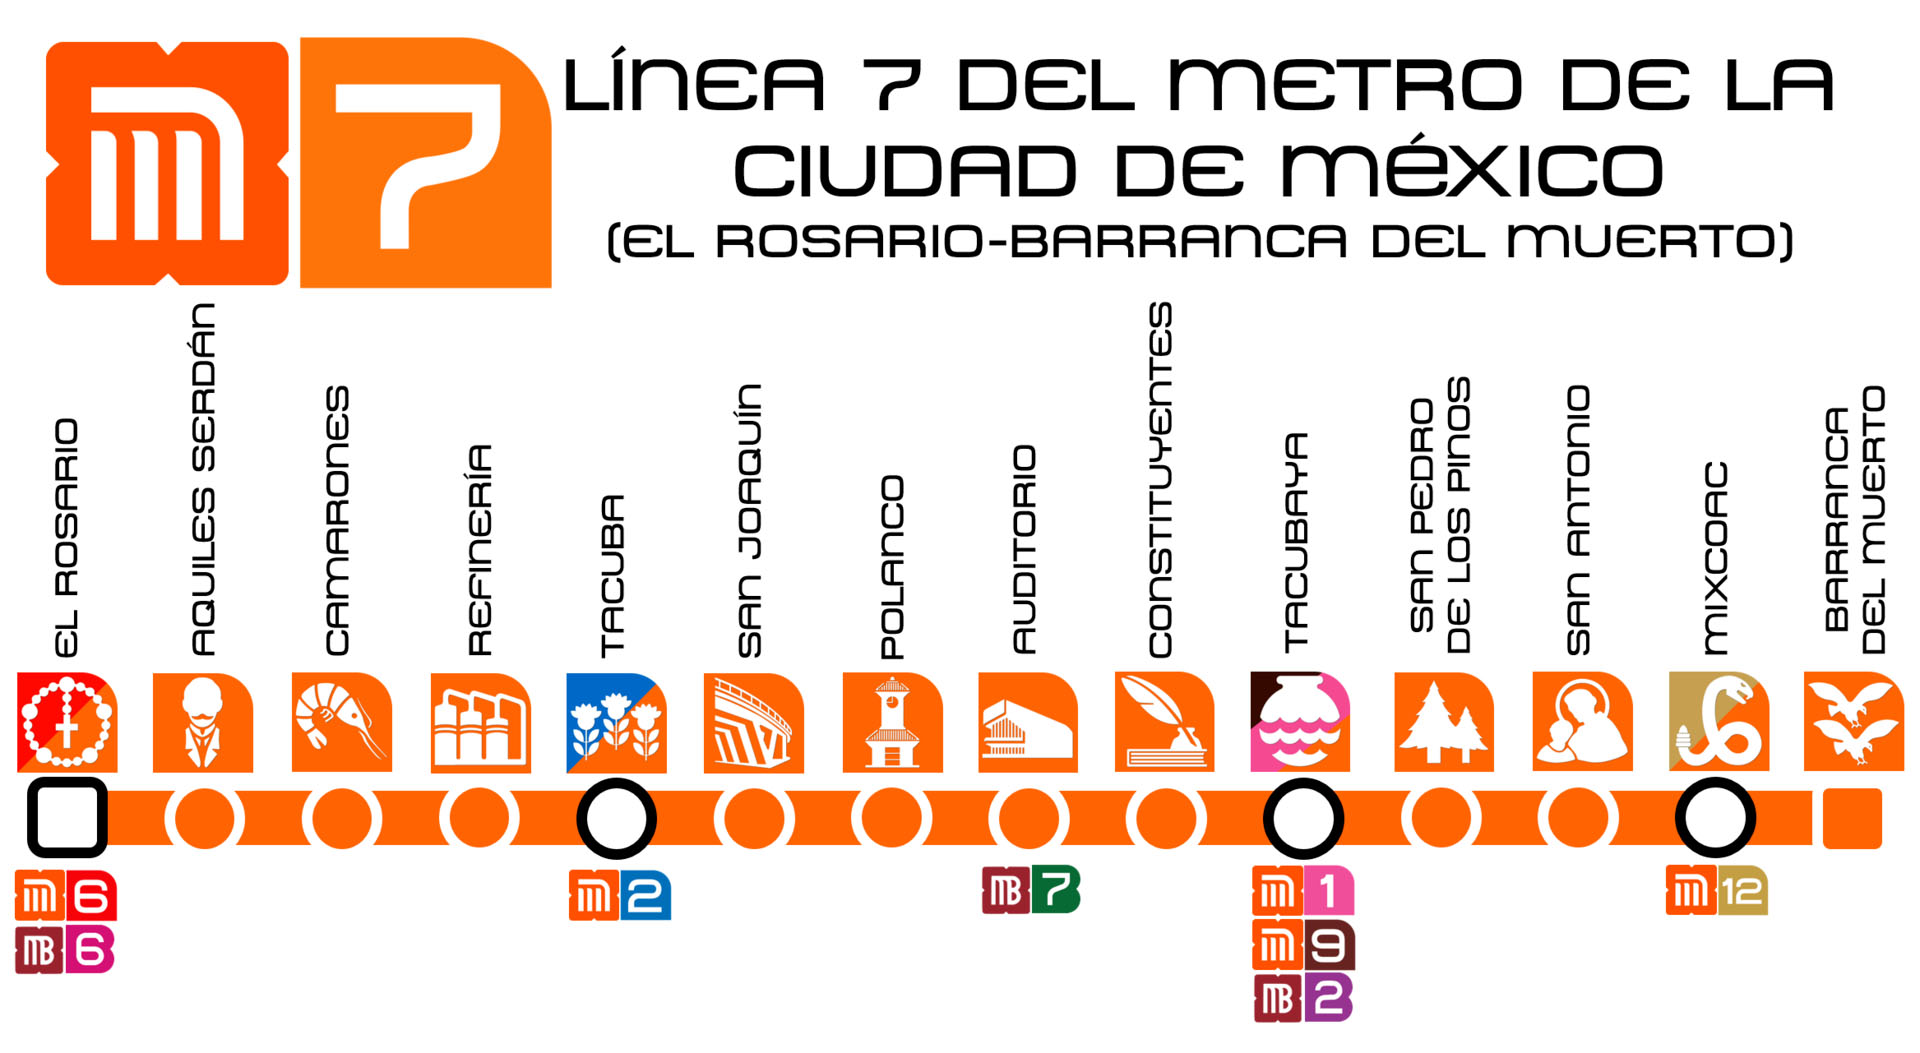 7
LÍNEA 7 DEL METRO DE LA
CIUDAD DE MÉXICO
(EL ROSARIO-BARRANCA DEL MUERTO)
EL ROSARIO
AQUILES SERDÁN
CAMARONES
REFINERÍA
TACUBA
SAN JOAQUÍN
POLANCO
AUDITORIO
CONSTITUYENTES
TACUBAYA
SAN PEDRO
DE LOS PINOS
SAN ANTONIO
MIXCOAC
BARRANCA
DEL MUERTO
M 6
MB 6
M 2
MB 7
M 1
M 9
MB 2
M 12